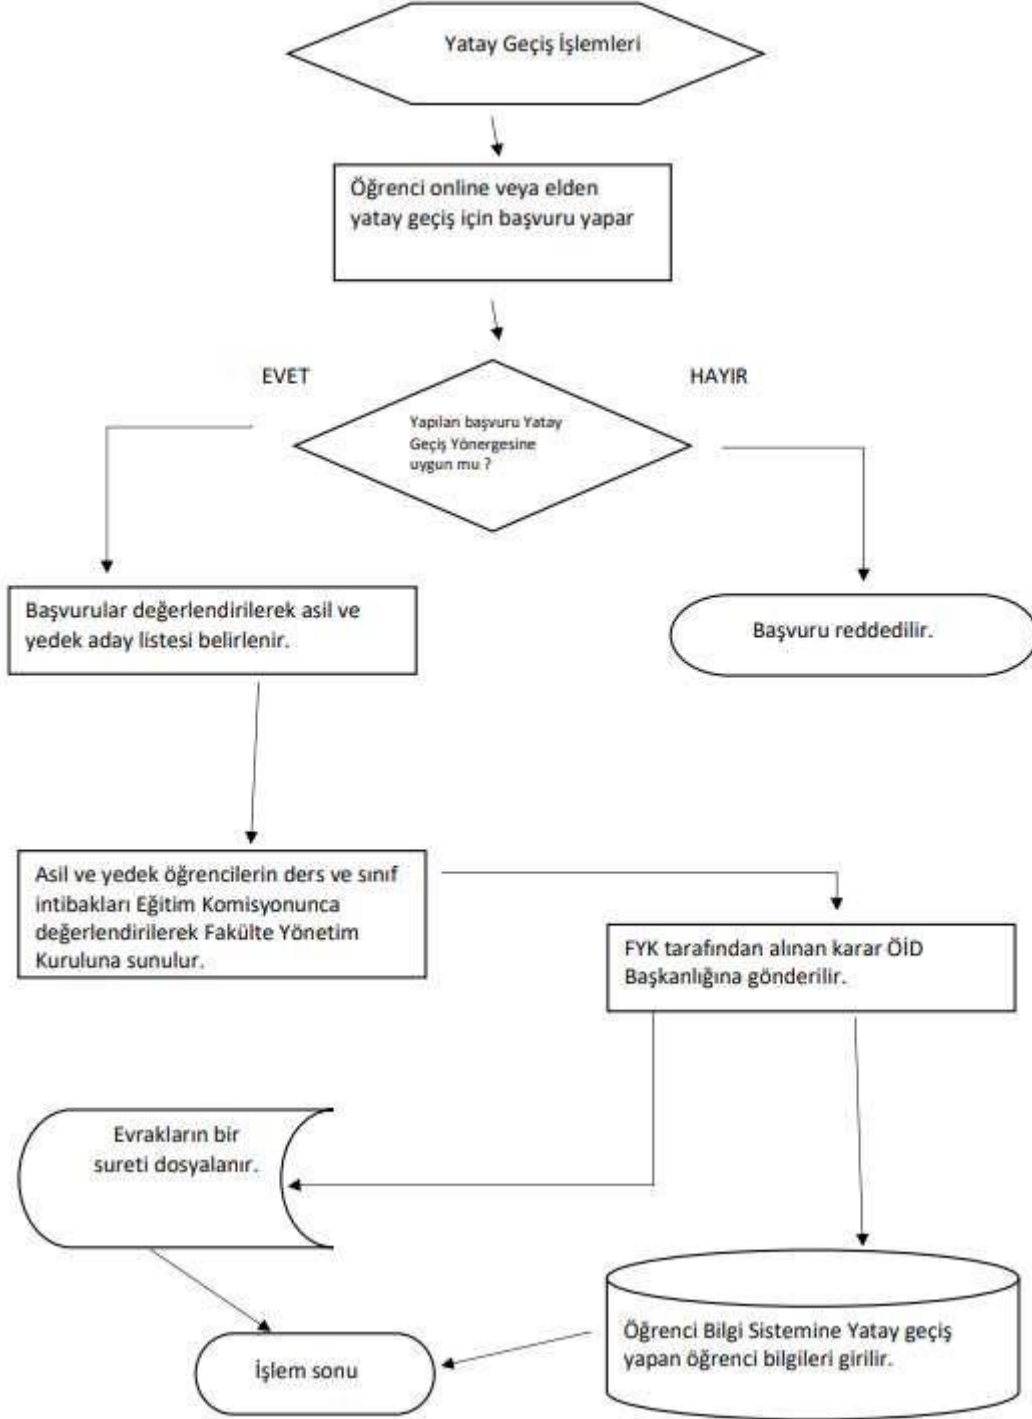 Yatay Geçiş İşlemleri
Öğrenci online veya elden
yatay geçiş için başvuru yapar
EVET
HAYIR
Yapılan başvuru Yatay
Geçiş Yönergesine
uygun mu ?
Başvurular değerlendirilerek asil ve
yedek aday listesi belirlenir.
Başvuru reddedilir.
Asil ve yedek öğrencilerin ders ve sınıf
intibakları Eğitim Komisyonunca
değerlendirilerek Fakülte Yönetim
Kuruluna sunulur.
FYK tarafından alınan karar ÖİD
Başkanlığına gönderilir.
Evrakların bir
sureti dosyalanır.
Öğrenci Bilgi Sistemine Yatay geçiş
yapan öğrenci bilgileri girilir.
İşlem sonu